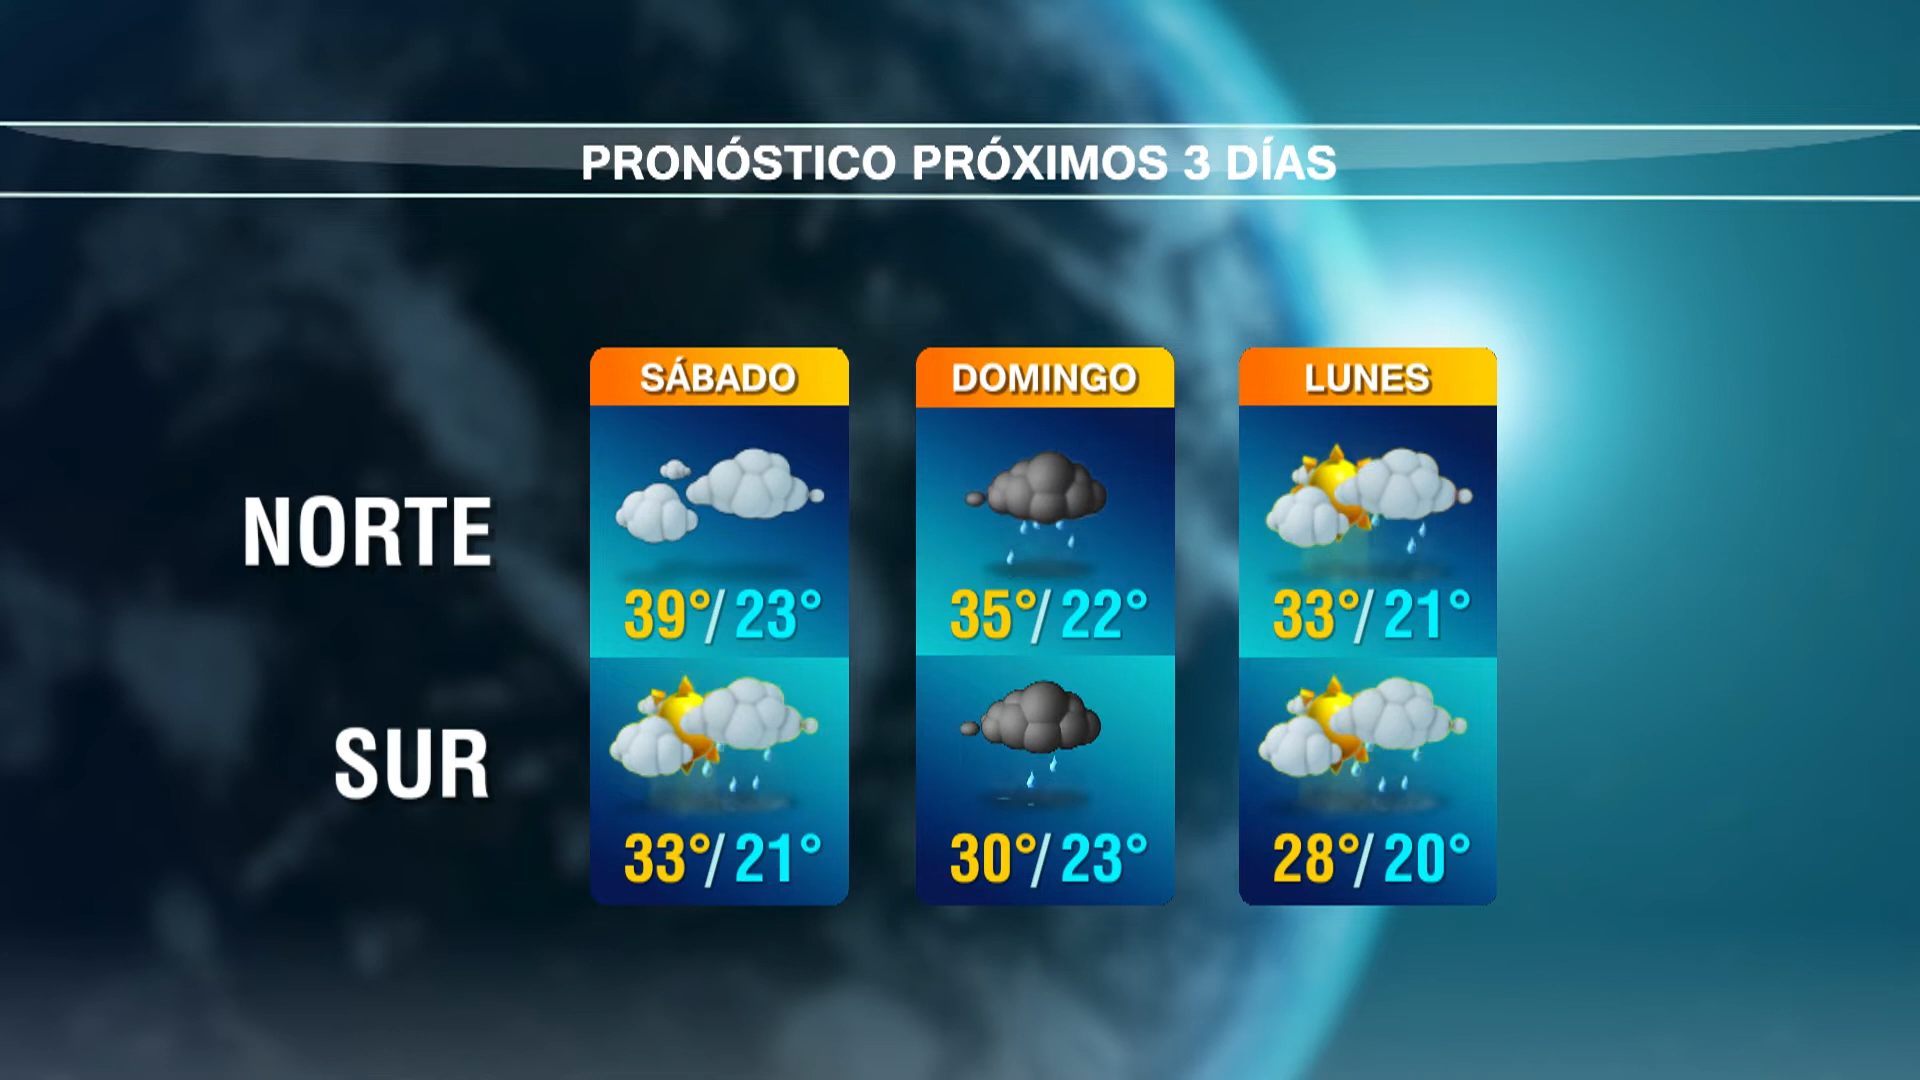 PRONÓSTICO PRÓXIMOS 3 DÍAS
SÁBADO DOMINGO LUNES
NORTE 39°/23° 35°/22° 33°/21°
SUR 33°/21° 30°/23° 28°/20°